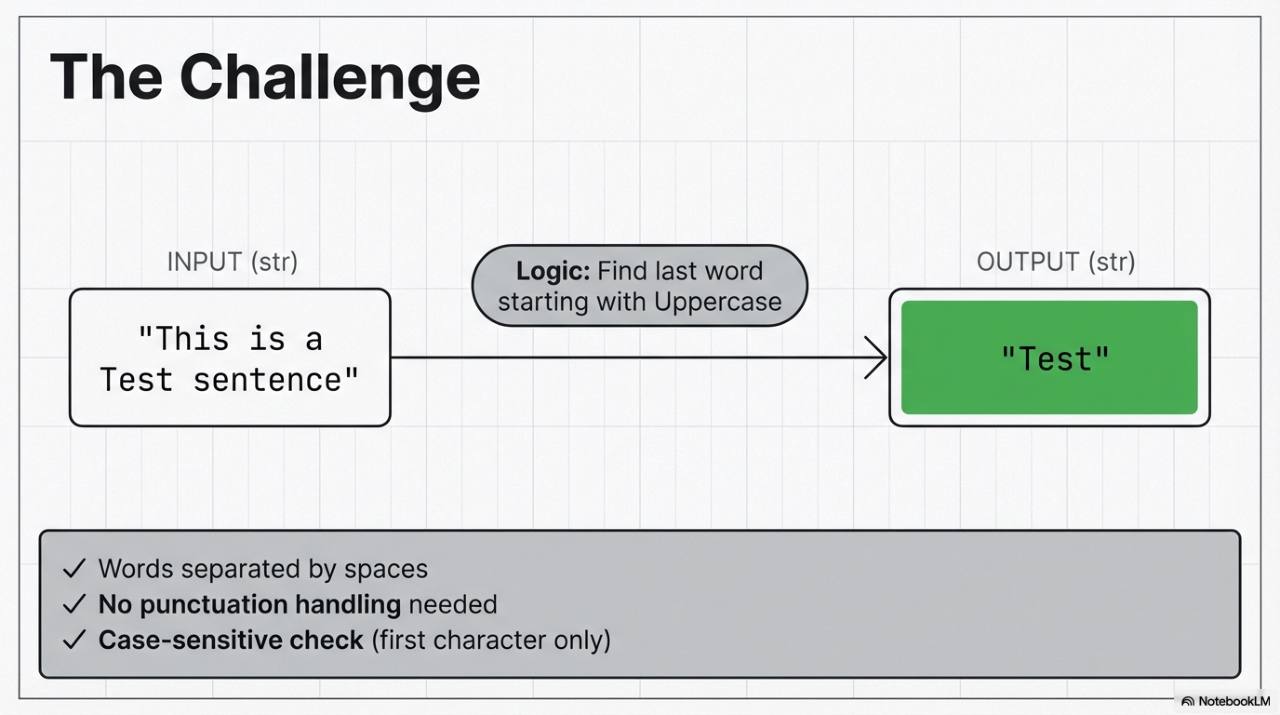 The Challenge
INPUT (str)
"This is a
Test sentence"
Logic: Find last word
starting with Uppercase
OUTPUT (str)
"Test"
✓ Words separated by spaces
✓ No punctuation handling needed
✓ Case-sensitive check (first character only)
NotebookLM